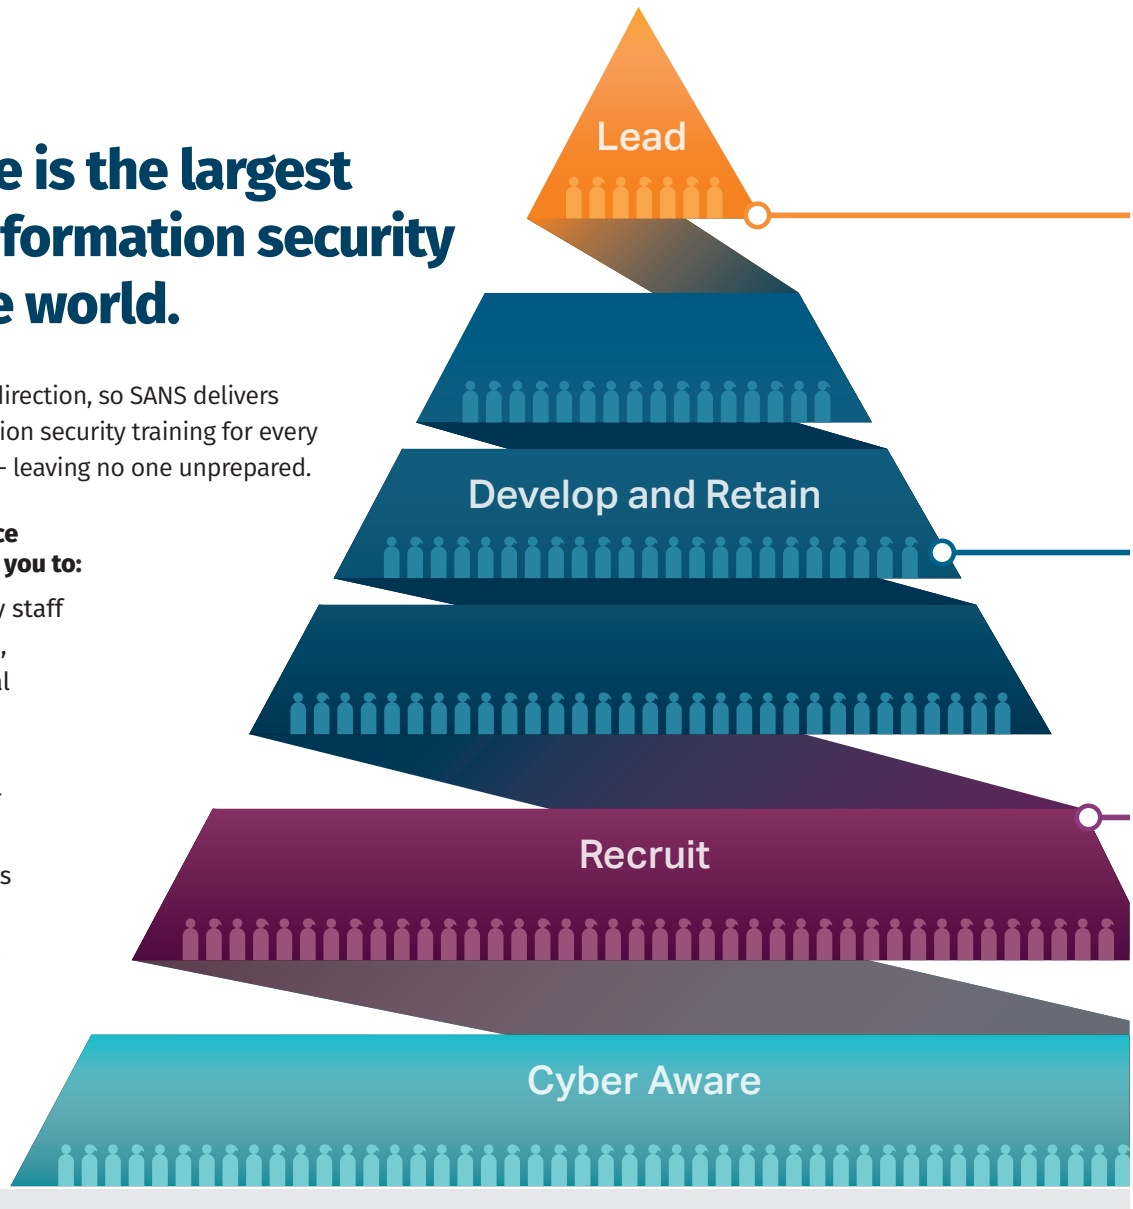 e is the largest
formation security
e world.
direction, so SANS delivers
ion security training for every
– leaving no one unprepared.
ce
you to:
y staff
,
al
s
Lead
Develop and Retain
Recruit
Cyber Aware